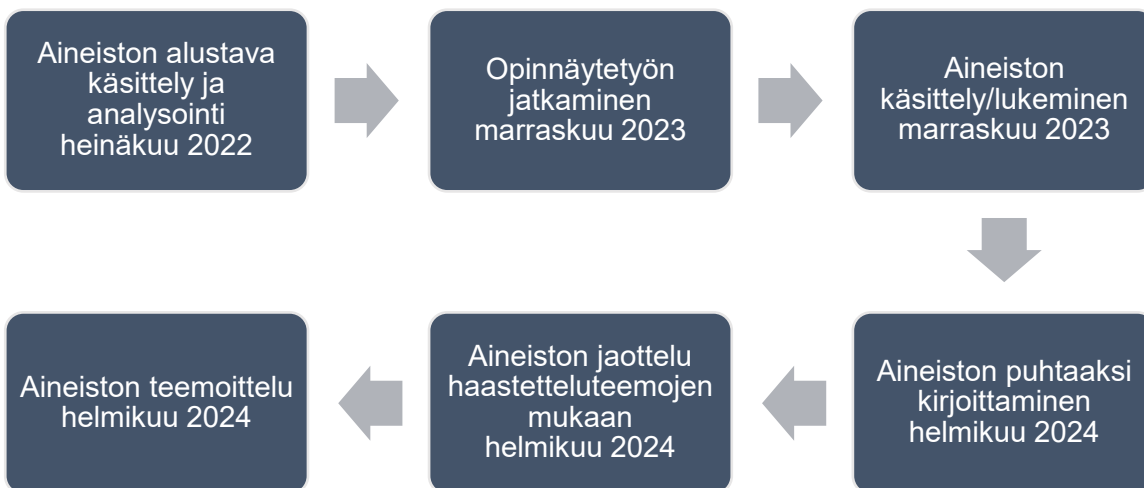 Aineiston alustava
käsittely ja
analysointi
heinäkuu 2022
Opinnäytetyön
jatkaminen
marraskuu 2023
Aineiston
käsittely/lukeminen
marraskuu 2023
Aineiston puhtaaksi
kirjoittaminen
helmikuu 2024
Aineiston jaottelu
haastetteluteemojen
mukaan
helmikuu 2024
Aineiston teemoittelu
helmikuu 2024